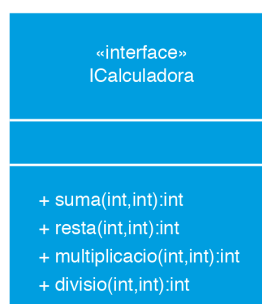 «interface»
ICalculadora
+ suma(int,int):int
+ resta(int,int):int
+ multiplicacio(int,int):int
+ divisio(int,int):int